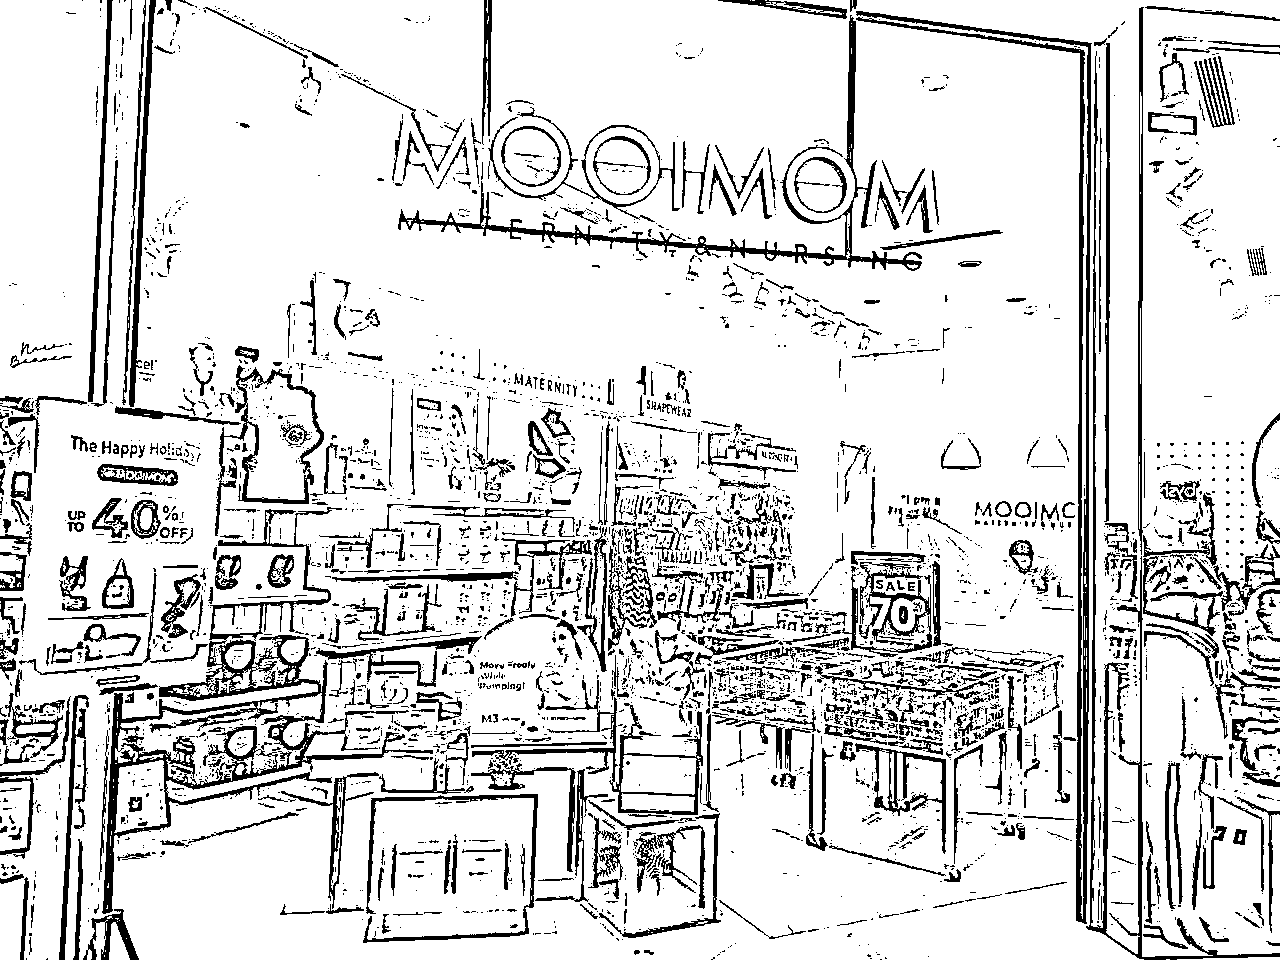 MOOIMOM
MATERNITY & NURSING
MATERNITY
SHAPEWEAR
The Happy Holiday
#MOOIMOM
UP TO 40% OFF
MOOIMO
SALE
70%
Move Freely
While
Pumping!
M3